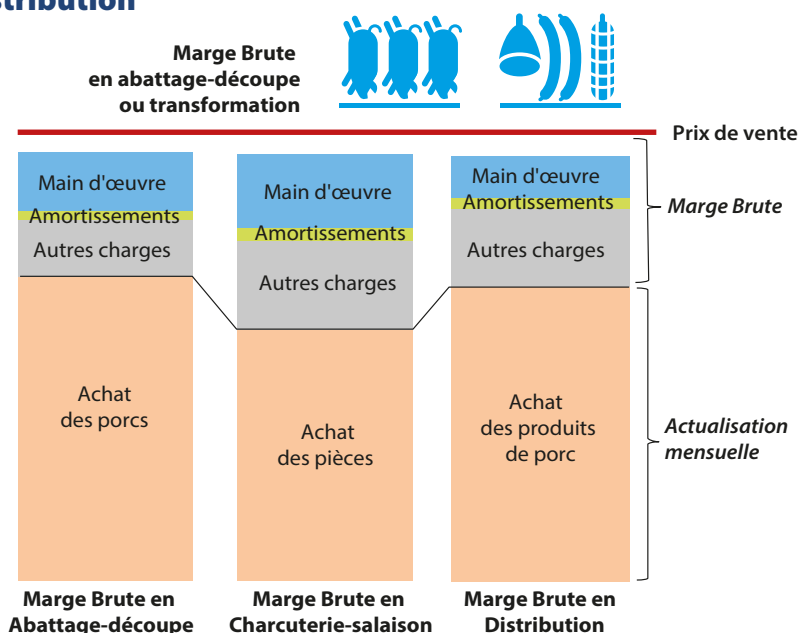 Marge Brute
en abattage-découpe
ou transformation
Prix de vente
Main d'œuvre
Amortissements
Autres charges
Achat
des porcs
Main d'œuvre
Amortissements
Autres charges
Achat
des pièces
Main d'œuvre
Amortissements
Autres charges
Achat
des produits
de porc
Marge Brute
Actualisation
mensuelle
Marge Brute en
Abattage-découpe
Marge Brute en
Charcuterie-salaison
Marge Brute en
Distribution